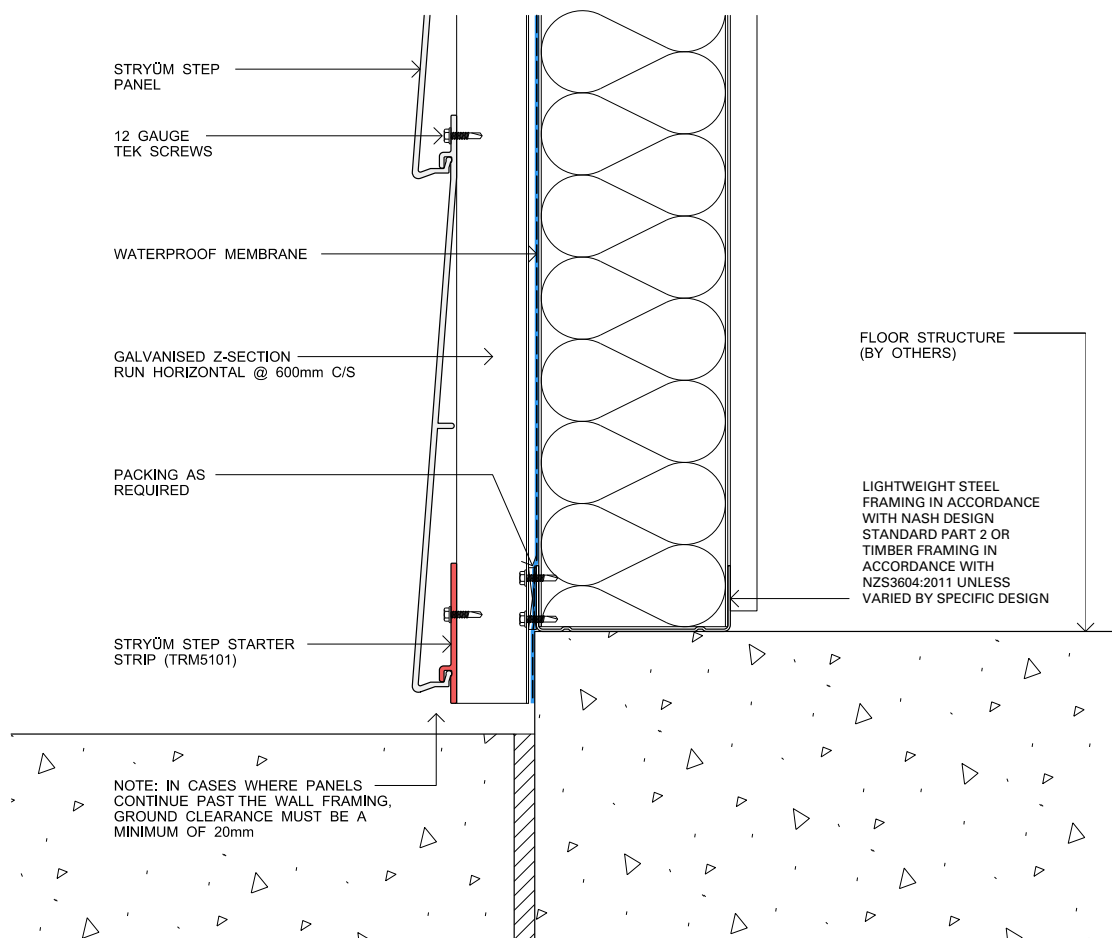 STRYÜM STEP
PANEL
12 GAUGE
TEK SCREWS
WATERPROOF MEMBRANE
GALVANISED Z-SECTION
RUN HORIZONTAL @ 600mm C/S
PACKING AS
REQUIRED
STRYÜM STEP STARTER
STRIP (TRM5101)
NOTE: IN CASES WHERE PANELS
CONTINUE PAST THE WALL FRAMING,
GROUND CLEARANCE MUST BE A
MINIMUM OF 20mm
FLOOR STRUCTURE
(BY OTHERS)
LIGHTWEIGHT STEEL
FRAMING IN ACCORDANCE
WITH NASH DESIGN
STANDARD PART 2 OR
TIMBER FRAMING IN
ACCORDANCE WITH
NZS3604:2011 UNLESS
VARIED BY SPECIFIC DESIGN